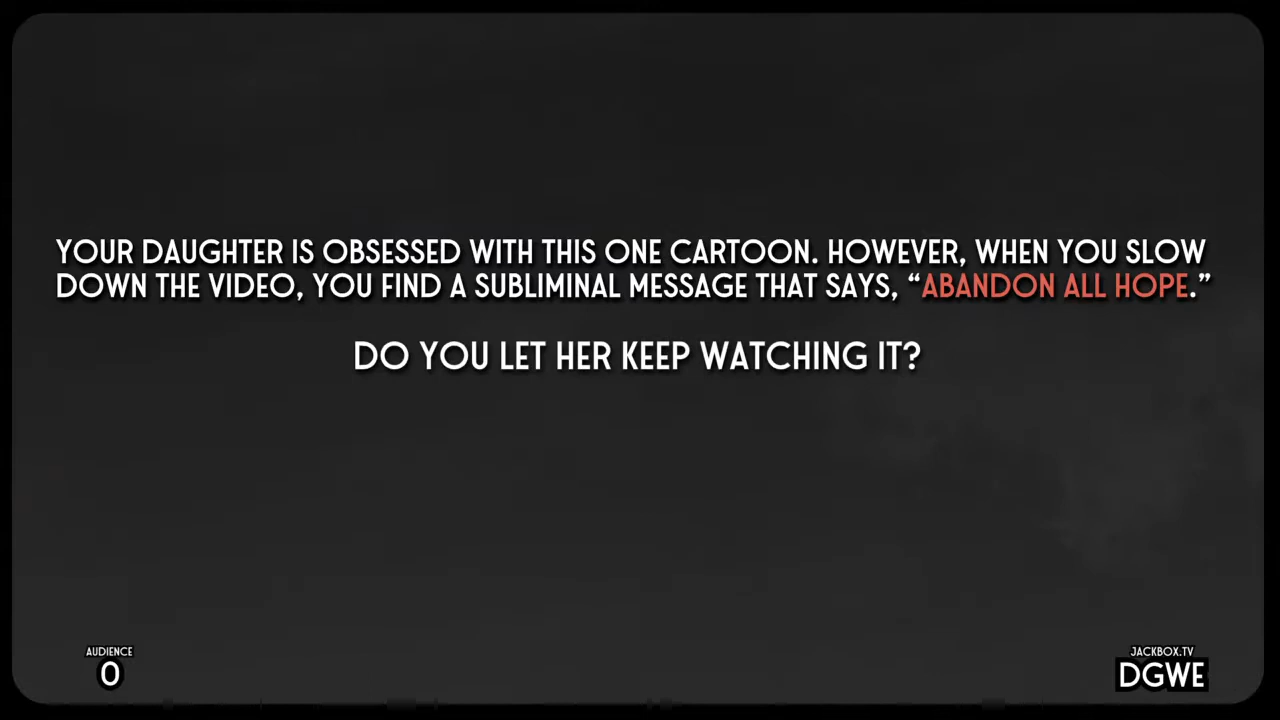 YOUR DAUGHTER IS OBSESSED WITH THIS ONE CARTOON. HOWEVER, WHEN YOU SLOW
DOWN THE VIDEO, YOU FIND A SUBLIMINAL MESSAGE THAT SAYS, “ABANDON ALL HOPE.”
DO YOU LET HER KEEP WATCHING IT?
AUDIENCE
0
JACKBOX.TV
DGWE